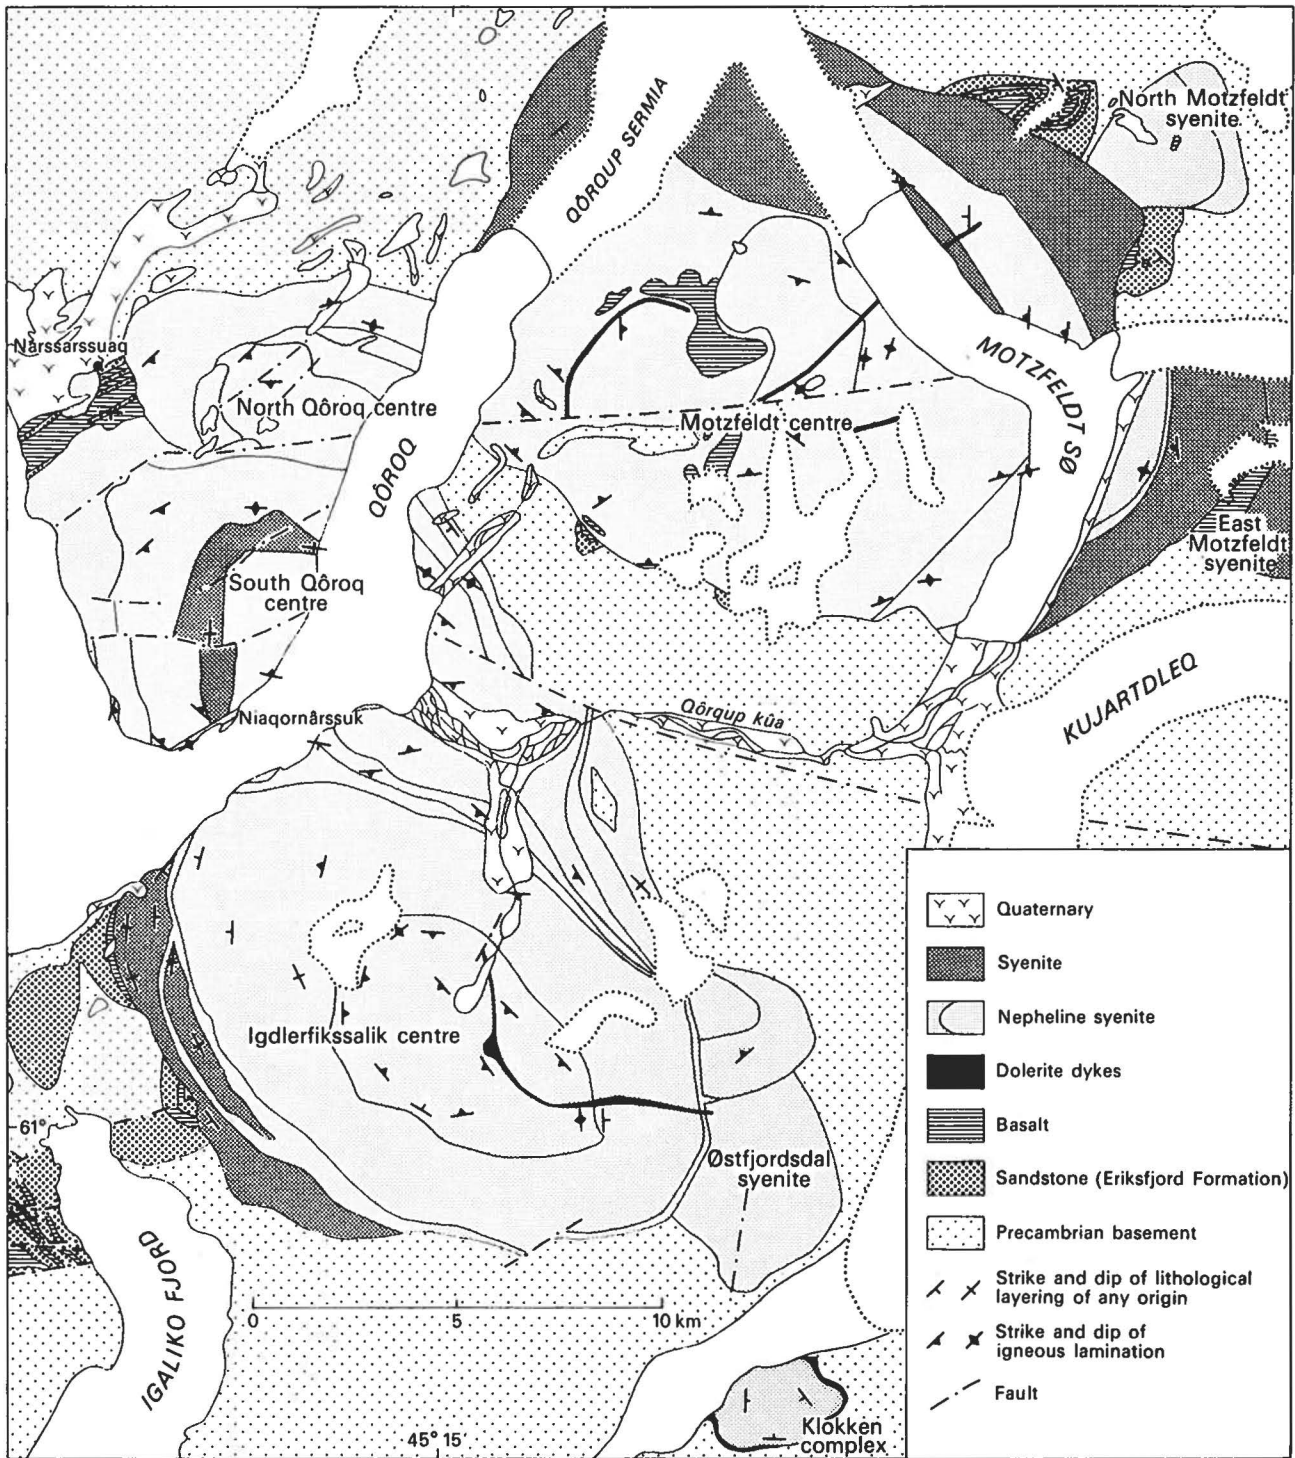 North Motzfeldt
syenite
QÔRQUP SERMIA
Narssarssuaq
North Qôroq centre
MOTZFELDT SØ
Motzfeldt centre
QÔROQ
East
Motzfeldt
syenite
South Qôroq
centre
KUJARTDLEQ
Niaqornârssuk
Qôrqup kûa
Igdlerfikssalik centre
61°
Østfjordsdal
syenite
IGALIKO FJORD
0 5 10 km
45° 15'
Klokken
complex
Quaternary
Syenite
Nepheline syenite
Dolerite dykes
Basalt
Sandstone (Eriksfjord Formation)
Precambrian basement
Strike and dip of lithological
layering of any origin
Strike and dip of
igneous lamination
Fault